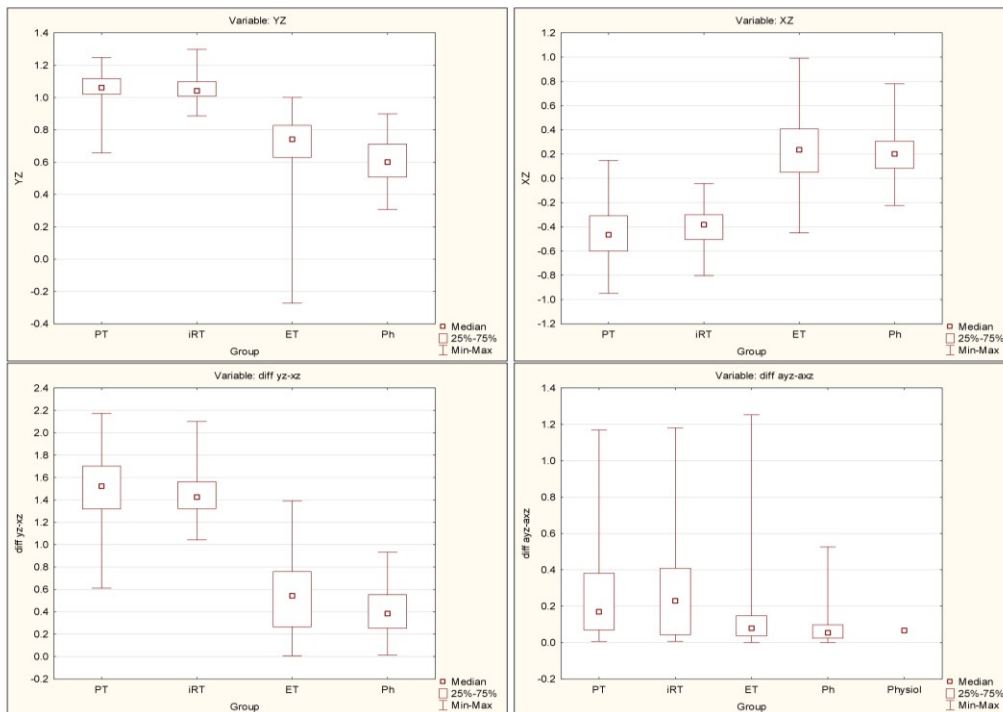 Variable: YZ
1.4
1.2
1.0
0.8
0.6
0.4
0.2
0.0
-0.2
-0.4
YZ
PT iRT ET Ph
Group
Median
25%-75%
Min-Max
Variable: XZ
1.2
1.0
0.8
0.6
0.4
0.2
0.0
-0.2
-0.4
-0.6
-0.8
-1.0
-1.2
XZ
PT iRT ET Ph
Group
Median
25%-75%
Min-Max
Variable: diff yz-xz
2.4
2.2
2.0
1.8
1.6
1.4
1.2
1.0
0.8
0.6
0.4
0.2
0.0
-0.2
diff yz-xz
PT iRT ET Ph
Group
Median
25%-75%
Min-Max
Variable: diff ayz-axz
1.4
1.2
1.0
0.8
0.6
0.4
0.2
0.0
-0.2
diff ayz-axz
PT iRT ET Ph Physiol
Group
Median
25%-75%
Min-Max